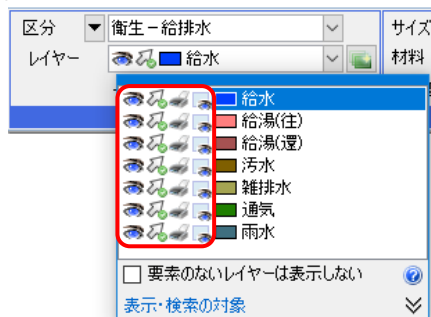 区分 ▼ 衛生－給排水
サイズ
レイヤー 給水
材料
給水
給湯(往)
給湯(還)
汚水
雑排水
通気
雨水
要素のないレイヤーは表示しない
表示・検索の対象